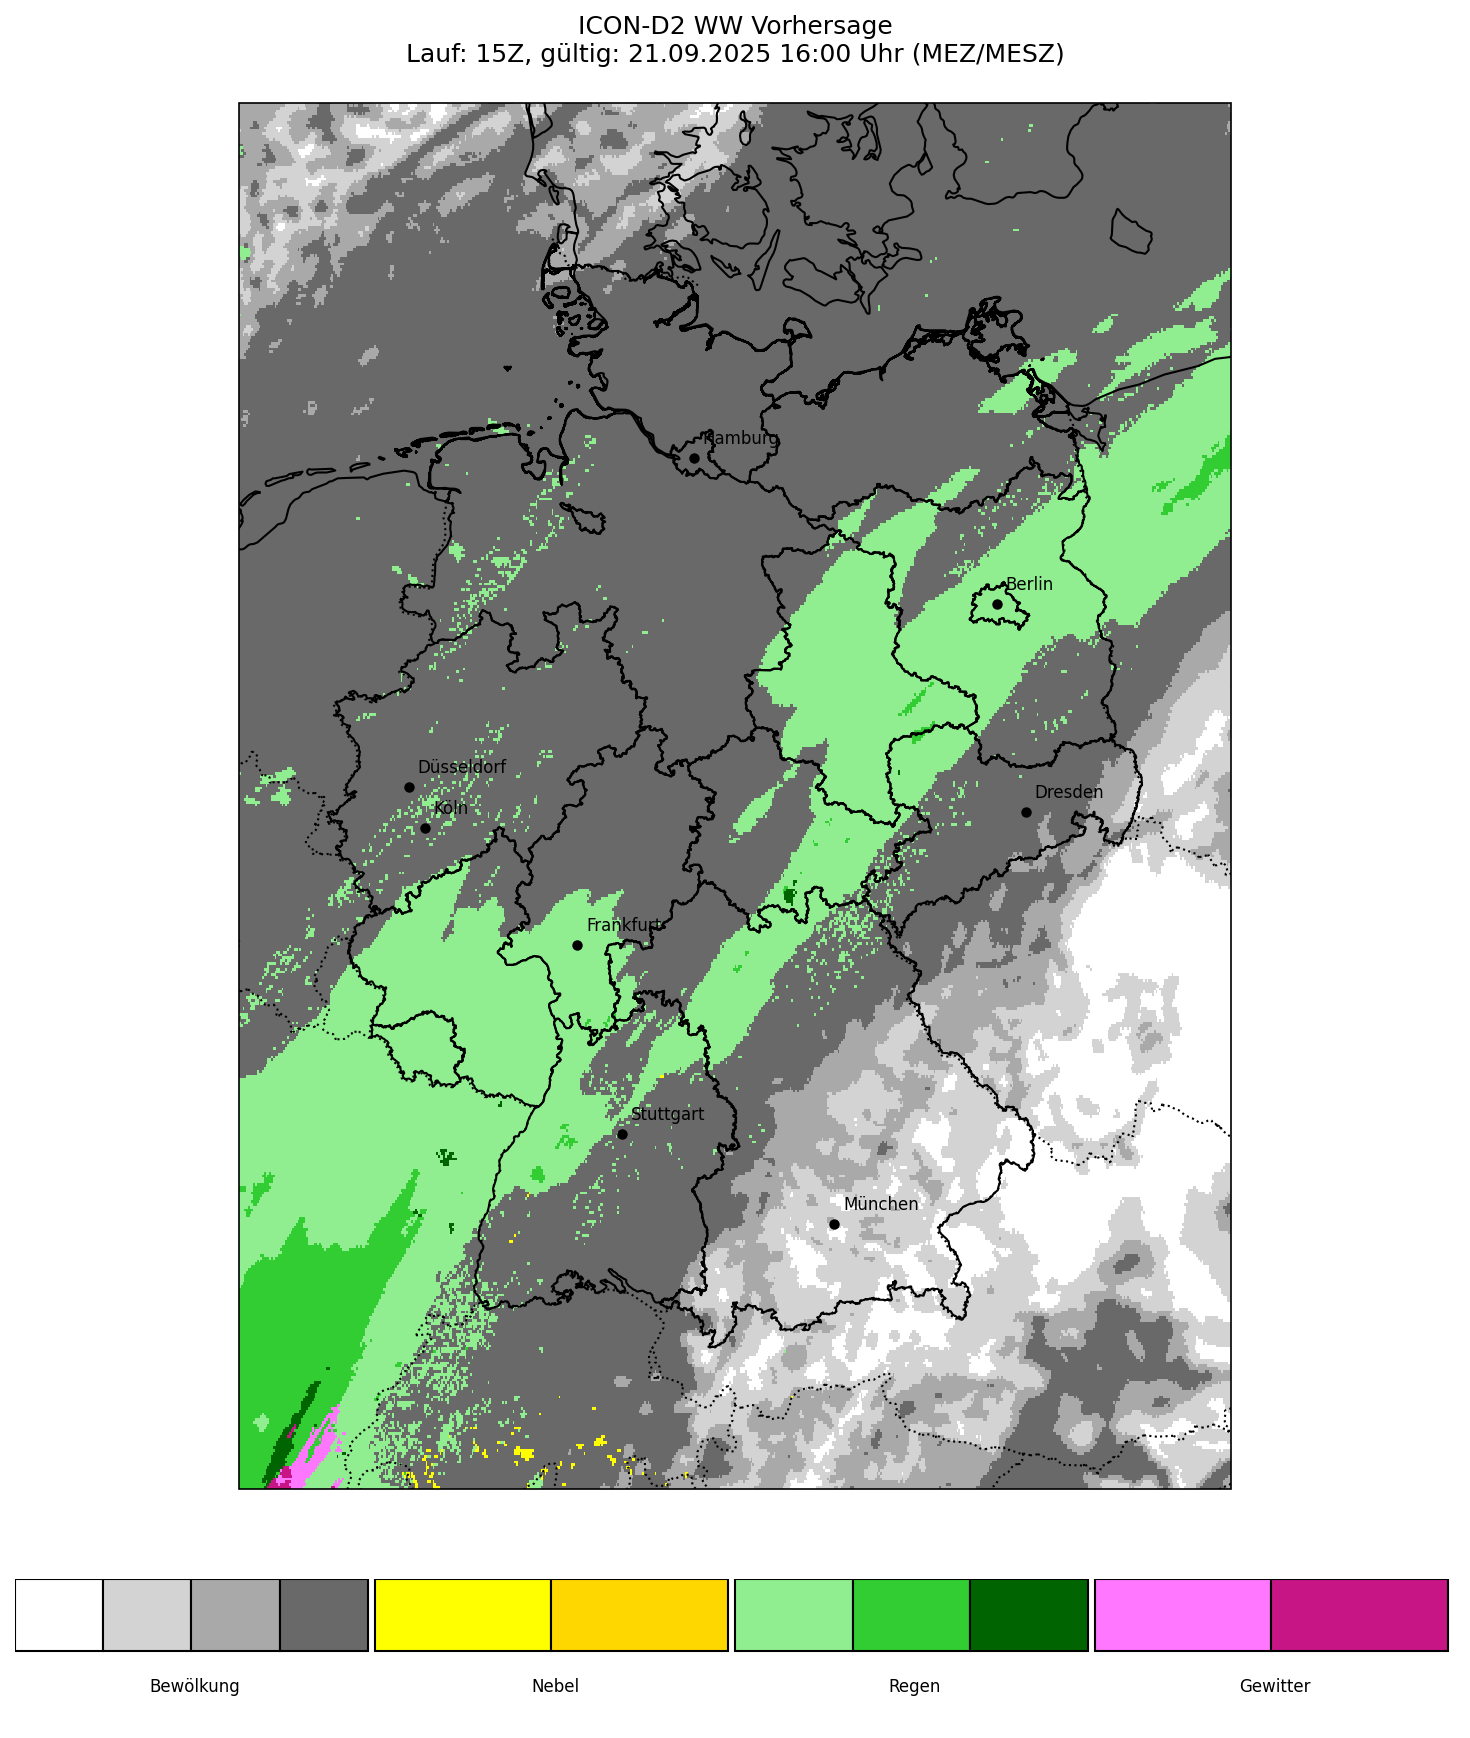 ICON-D2 WW Vorhersage
Lauf: 15Z, gültig: 21.09.2025 16:00 Uhr (MEZ/MESZ)
Hamburg
Berlin
Düsseldorf
Köln
Dresden
Frankfurt
Stuttgart
München
Bewölkung
Nebel
Regen
Gewitter